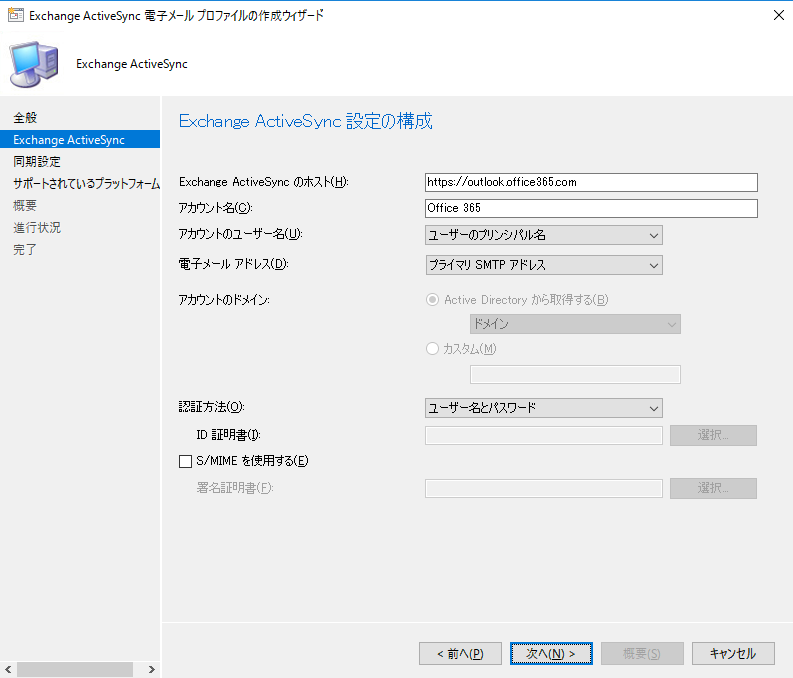 Exchange ActiveSync 電子メール プロファイルの作成ウィザード
Exchange ActiveSync
全般
Exchange ActiveSync
同期設定
サポートされているプラットフォーム
概要
進行状況
完了
Exchange ActiveSync 設定の構成
Exchange ActiveSync のホスト(H): https://outlook.office365.com
アカウント名(C): Office 365
アカウントのユーザー名(U): ユーザーのプリンシパル名
電子メール アドレス(D): プライマリ SMTP アドレス
アカウントのドメイン: Active Directory から取得する(B)
ドメイン
カスタム(M)
認証方法(O): ユーザー名とパスワード
ID 証明書(I): 選択...
S/MIME を使用する(E)
署名証明書(F): 選択...
< 前へ(P) 次へ(N) > 概要(S) キャンセル